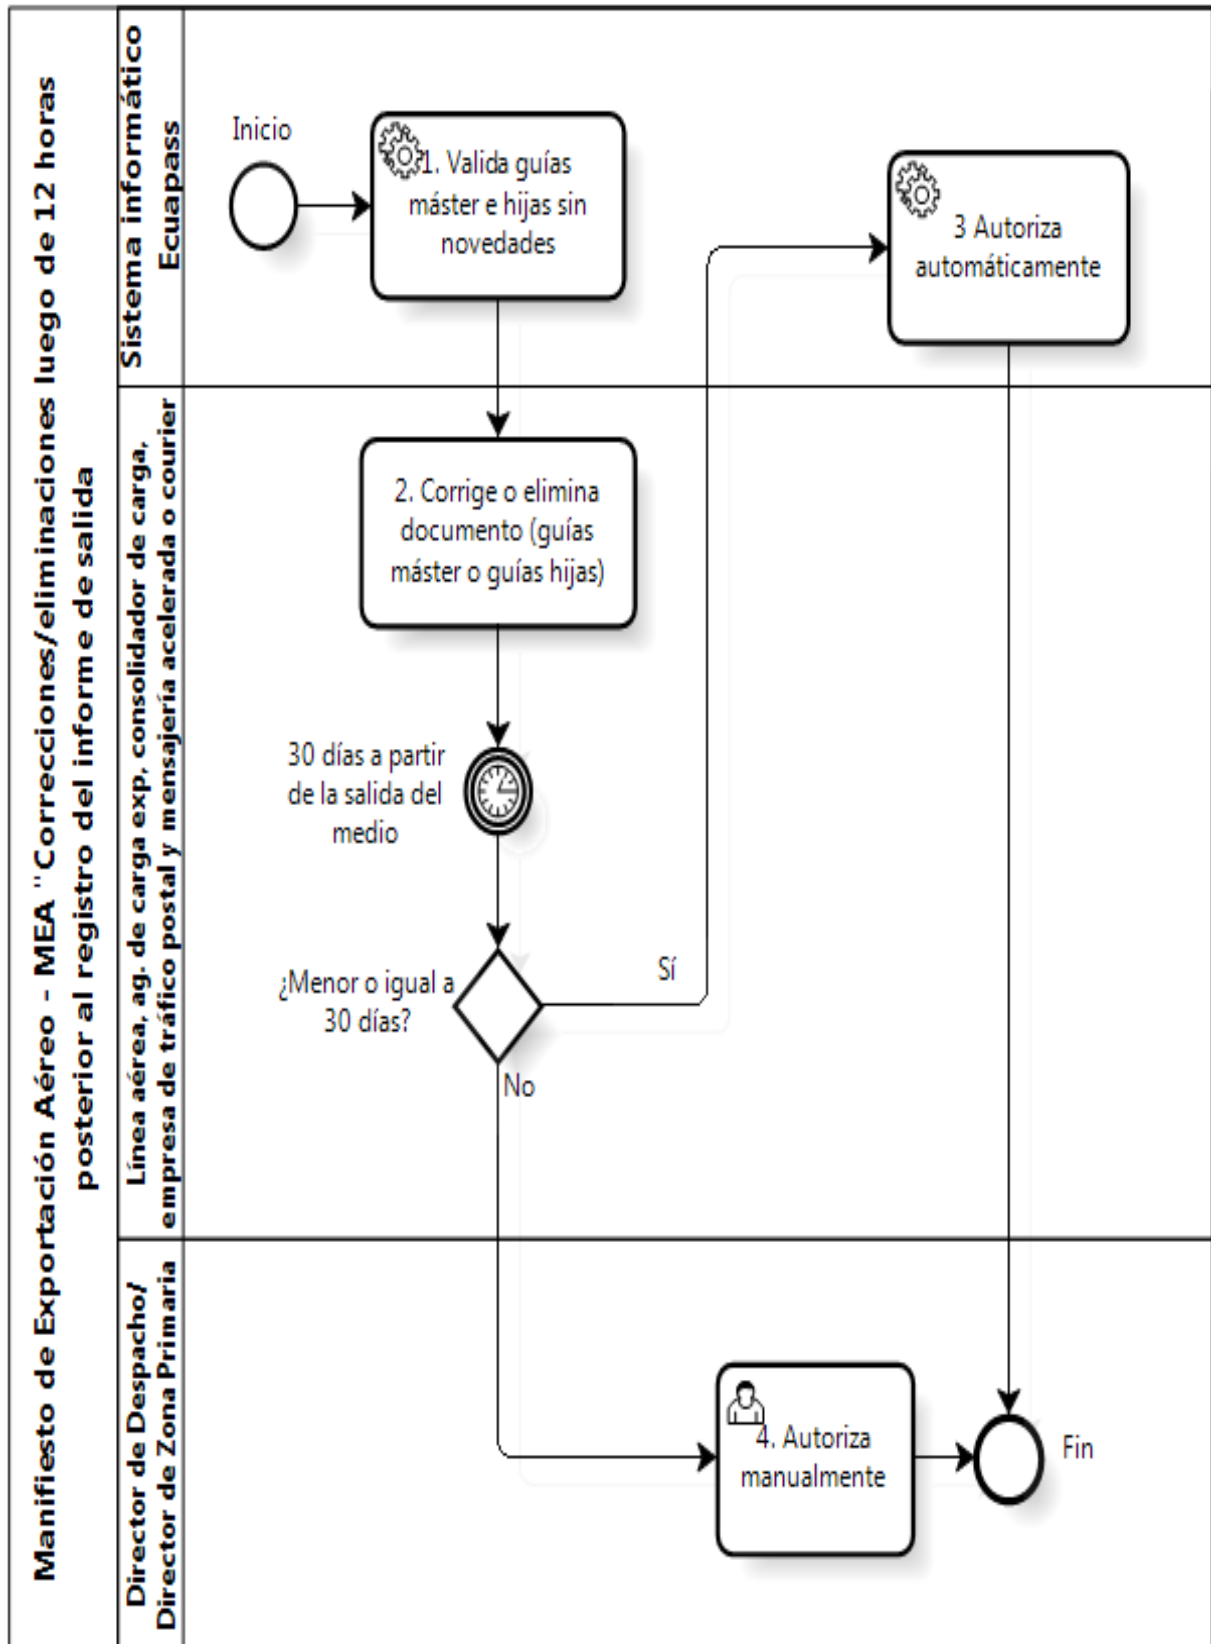 Manifiesto de Exportación Aéreo - MEA "Correcciones/eliminaciones luego de 12 horas
posterior al registro del informe de salida
Sistema informático
Ecuapass
Inicio
1. Valida guías
máster e hijas sin
novedades
3 Autoriza
automáticamente
Línea aérea, ag. de carga exp, consolidador de carga,
empresa de tráfico postal y mensajería acelerada o courier
2. Corrige o elimina
documento (guías
máster o guías hijas)
30 días a partir
de la salida del
medio
¿Menor o igual a
30 días?
Sí
No
Director de Despacho/
Director de Zona Primaria
4. Autoriza
manualmente
Fin